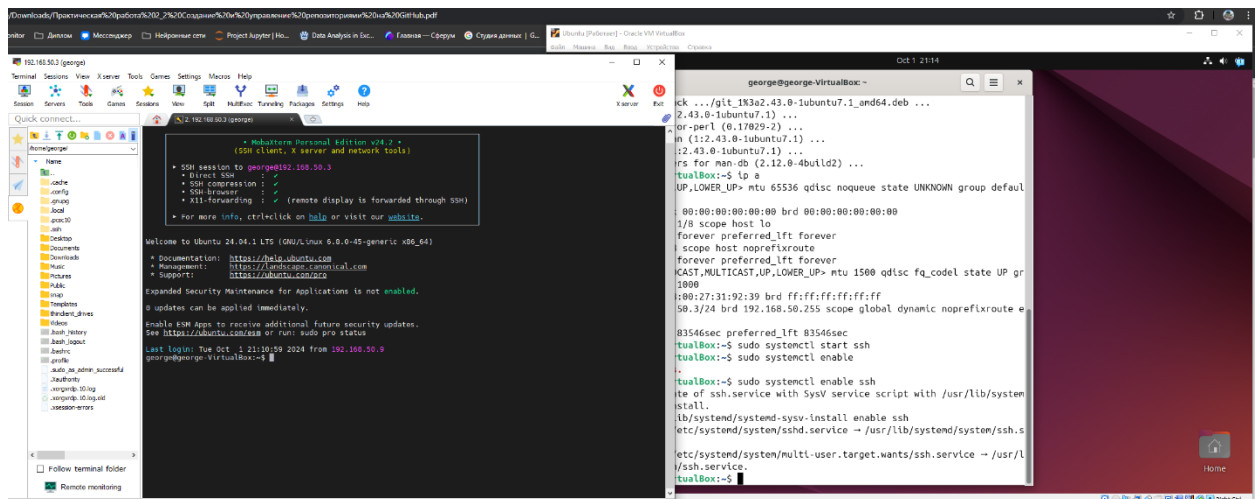 /Downloads/Практическая%20работа%202_2%20Создание%20и%20управление%20репозиториями%20на%20GitHub.pdf
онитор Диплом Мессенджер Нейронные сети Project Jupyter | Ho... Data Analysis in Exc... Главная — Сферум Студия данных | G...
Ubuntu [Работает] - Oracle VM VirtualBox
Файл Машина Вид Ввод Устройства Справка
Oct 1 21:14
192.168.50.3 (george)
Terminal Sessions View X server Tools Games Settings Macros Help
Session Servers Tools Games Sessions View Split MultiExec Tunneling Packages Settings Help X server Exit
Quick connect...
2. 192.168.50.3 (george)
/home/george/
Name
..
.cache
.config
.gnupg
.local
.pcsc10
.ssh
Desktop
Documents
Downloads
Music
Pictures
Public
snap
Templates
thinclient_drives
Videos
.bash_history
.bash_logout
.bashrc
.profile
.sudo_as_admin_successful
.Xauthority
.xorgxrdp.10.log
.xorgxrdp.10.log.old
.xsession-errors
Follow terminal folder
Remote monitoring
• MobaXterm Personal Edition v24.2 •
(SSH client, X server and network tools)
► SSH session to george@192.168.50.3
• Direct SSH : ✓
• SSH compression : ✓
• SSH-browser : ✓
• X11-forwarding : ✓ (remote display is forwarded through SSH)
► For more info, ctrl+click on help or visit our website.
Welcome to Ubuntu 24.04.1 LTS (GNU/Linux 6.8.0-45-generic x86_64)
* Documentation: https://help.ubuntu.com
* Management: https://landscape.canonical.com
* Support: https://ubuntu.com/pro
Expanded Security Maintenance for Applications is not enabled.
0 updates can be applied immediately.
Enable ESM Apps to receive additional future security updates.
See https://ubuntu.com/esm or run: sudo pro status
Last login: Tue Oct 1 21:10:59 2024 from 192.168.50.9
george@george-VirtualBox:~$
george@george-VirtualBox: ~
ck .../git_1%3a2.43.0-1ubuntu7.1_amd64.deb ...
2.43.0-1ubuntu7.1) ...
or-perl (0.17029-2) ...
an (1:2.43.0-1ubuntu7.1) ...
:2.43.0-1ubuntu7.1) ...
ers for man-db (2.12.0-4build2) ...
tualBox:~$ ip a
UP,LOWER_UP> mtu 65536 qdisc noqueue state UNKNOWN group defaul
k 00:00:00:00:00:00 brd 00:00:00:00:00:00
1/8 scope host lo
forever preferred_lft forever
scope host noprefixroute
forever preferred_lft forever
DCAST,MULTICAST,UP,LOWER_UP> mtu 1500 qdisc fq_codel state UP gr
1000
8:00:27:31:92:39 brd ff:ff:ff:ff:ff:ff
50.3/24 brd 192.168.50.255 scope global dynamic noprefixroute e
83546sec preferred_lft 83546sec
tualBox:~$ sudo systemctl start ssh
tualBox:~$ sudo systemctl enable
s.
tualBox:~$ sudo systemctl enable ssh
ate of ssh.service with SysV service script with /usr/lib/system
stall.
lib/systemd/systemd-sysv-install enable ssh
/etc/systemd/system/sshd.service → /usr/lib/systemd/system/ssh.s
/etc/systemd/system/multi-user.target.wants/ssh.service → /usr/l
/ssh.service.
tualBox:~$
Home